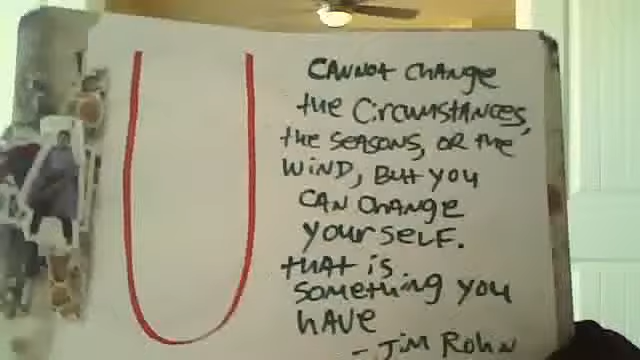 U
CANNOT CHANGE
the CircumstANces,
the seasons, or the
WiND, But you
CAN CHANGE
yourself.
that is
something you
hAVE
- Jim Rohn